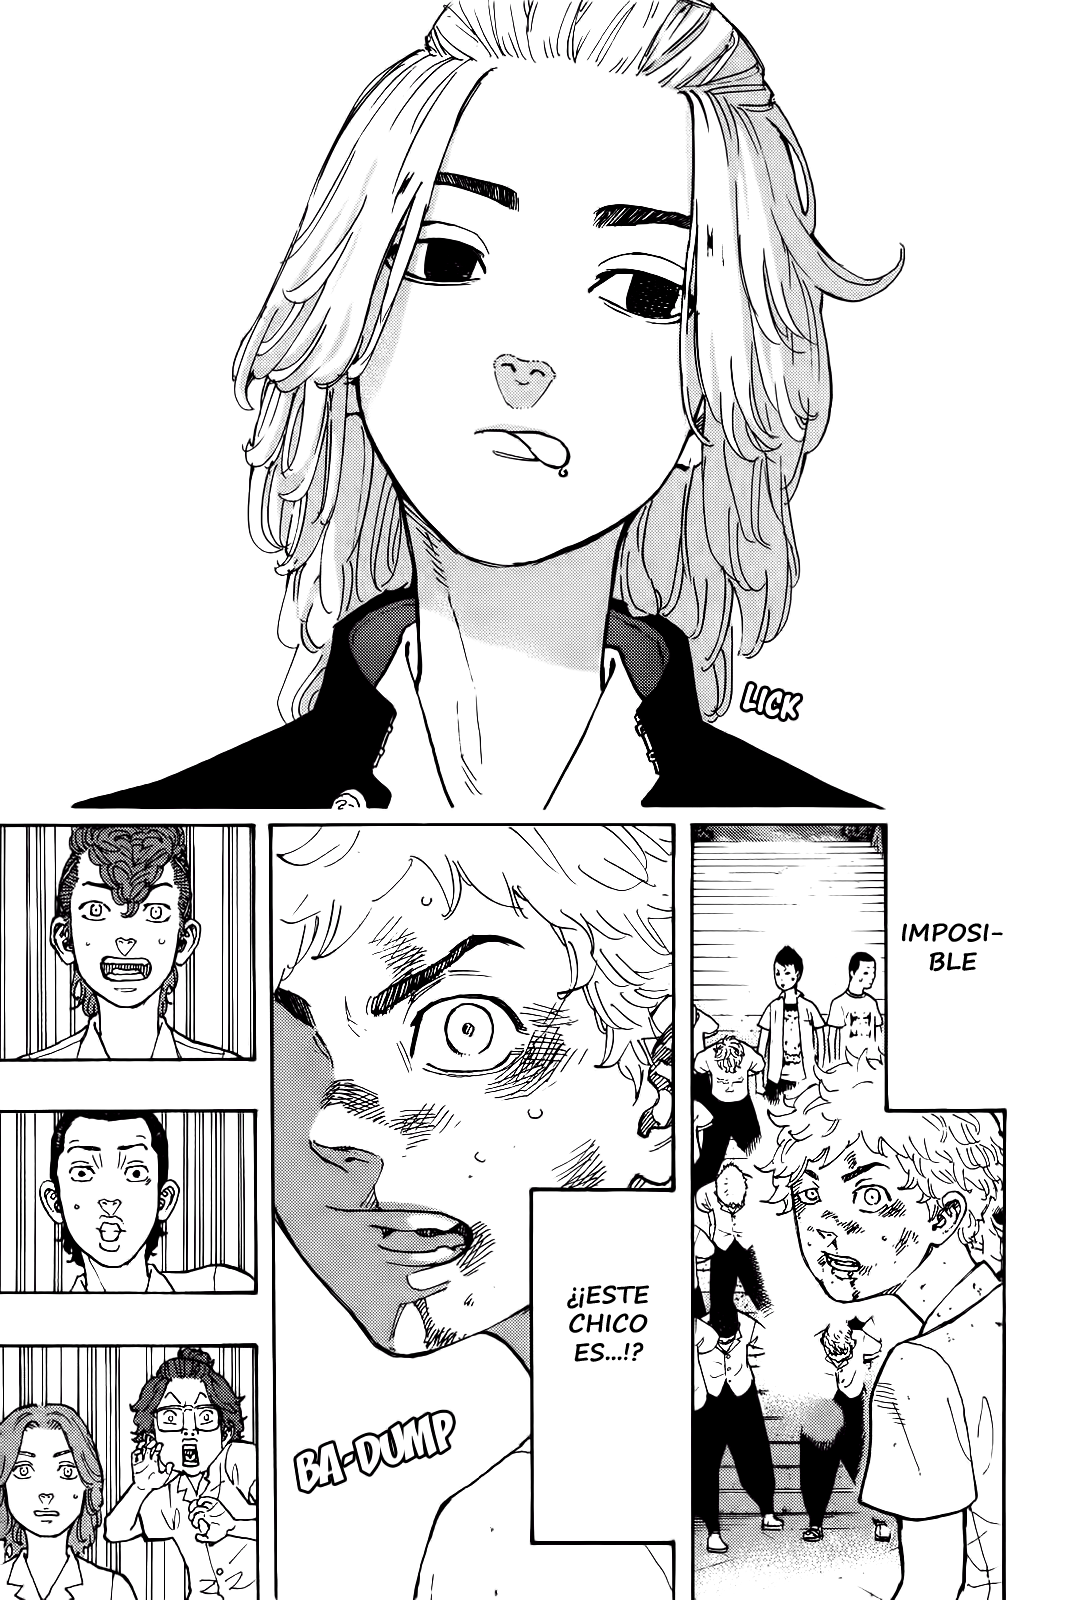 LICK
IMPOSI-
BLE
¿¡ESTE
CHICO
ES...!?
BA-DUMP